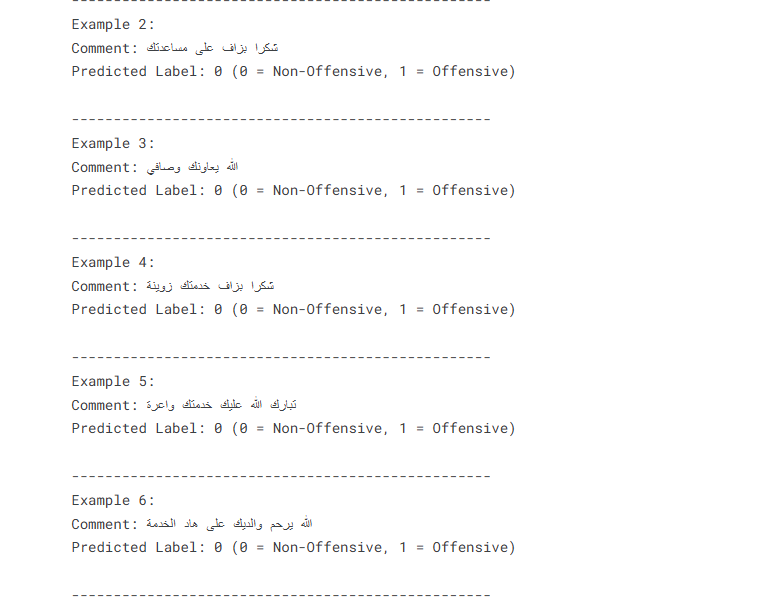 -------------------------------------------------
Example 2:
Comment: شكرا بزاف على مساعدتك
Predicted Label: 0 (0 = Non-Offensive, 1 = Offensive)
-------------------------------------------------
Example 3:
Comment: الله يعاونك وصافي
Predicted Label: 0 (0 = Non-Offensive, 1 = Offensive)
-------------------------------------------------
Example 4:
Comment: شكرا بزاف خدمتك زوينة
Predicted Label: 0 (0 = Non-Offensive, 1 = Offensive)
-------------------------------------------------
Example 5:
Comment: تبارك الله عليك خدمتك واعرة
Predicted Label: 0 (0 = Non-Offensive, 1 = Offensive)
-------------------------------------------------
Example 6:
Comment: الله يرحم والديك على هاد الخدمة
Predicted Label: 0 (0 = Non-Offensive, 1 = Offensive)
-------------------------------------------------